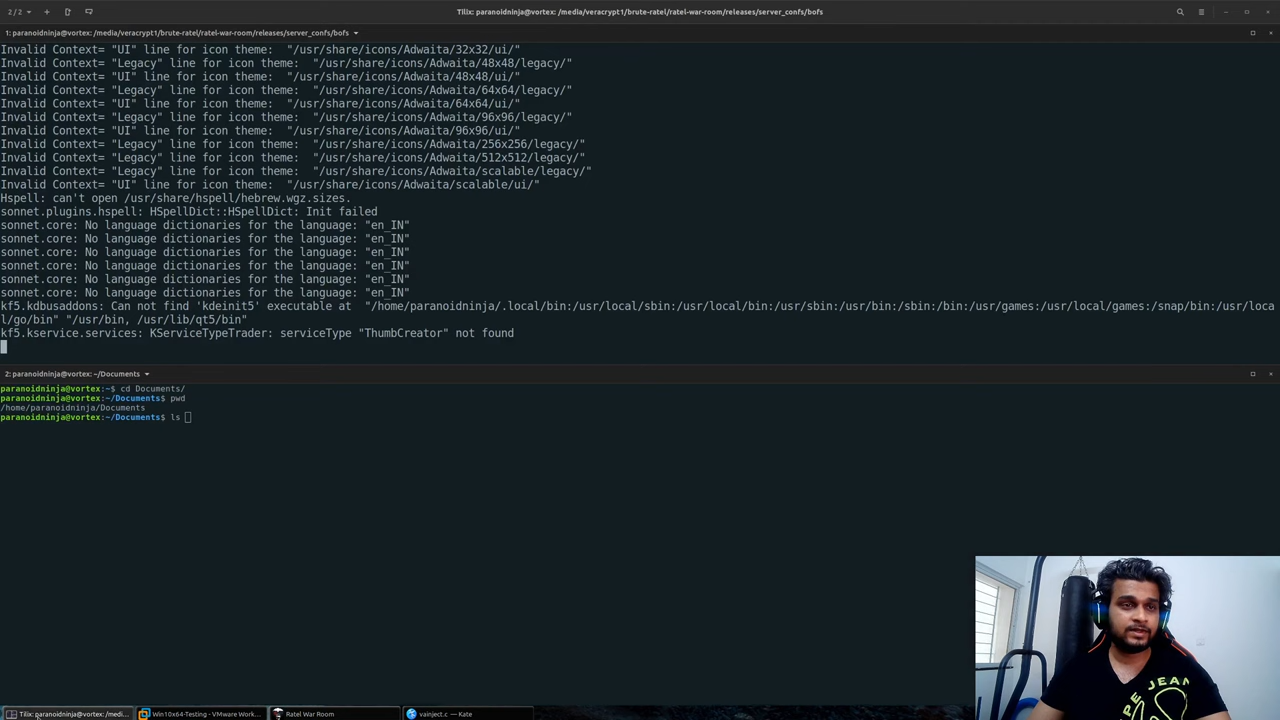 2/2
Tilix: paranoidninja@vortex: /media/veracrypt1/brute-ratel/ratel-war-room/releases/server_confs/bofs
1: paranoidninja@vortex: /media/veracrypt1/brute-ratel/ratel-war-room/releases/server_confs/bofs
Invalid Context= "UI" line for icon theme:  "/usr/share/icons/Adwaita/32x32/ui/"
Invalid Context= "Legacy" line for icon theme:  "/usr/share/icons/Adwaita/48x48/legacy/"
Invalid Context= "UI" line for icon theme:  "/usr/share/icons/Adwaita/48x48/ui/"
Invalid Context= "Legacy" line for icon theme:  "/usr/share/icons/Adwaita/64x64/legacy/"
Invalid Context= "UI" line for icon theme:  "/usr/share/icons/Adwaita/64x64/ui/"
Invalid Context= "Legacy" line for icon theme:  "/usr/share/icons/Adwaita/96x96/legacy/"
Invalid Context= "UI" line for icon theme:  "/usr/share/icons/Adwaita/96x96/ui/"
Invalid Context= "Legacy" line for icon theme:  "/usr/share/icons/Adwaita/256x256/legacy/"
Invalid Context= "Legacy" line for icon theme:  "/usr/share/icons/Adwaita/512x512/legacy/"
Invalid Context= "Legacy" line for icon theme:  "/usr/share/icons/Adwaita/scalable/legacy/"
Invalid Context= "UI" line for icon theme:  "/usr/share/icons/Adwaita/scalable/ui/"
Hspell: can't open /usr/share/hspell/hebrew.wgz.sizes.
sonnet.plugins.hspell: HSpellDict::HSpellDict: Init failed
sonnet.core: No language dictionaries for the language: "en_IN"
sonnet.core: No language dictionaries for the language: "en_IN"
sonnet.core: No language dictionaries for the language: "en_IN"
sonnet.core: No language dictionaries for the language: "en_IN"
sonnet.core: No language dictionaries for the language: "en_IN"
sonnet.core: No language dictionaries for the language: "en_IN"
kf5.kdbusaddons: Can not find 'kdeinit5' executable at  "/home/paranoidninja/.local/bin:/usr/local/sbin:/usr/local/bin:/usr/sbin:/usr/bin:/sbin:/bin:/usr/games:/usr/local/games:/snap/bin:/usr/loca
l/go/bin" "/usr/bin, /usr/lib/qt5/bin"
kf5.kservice.services: KServiceTypeTrader: serviceType "ThumbCreator" not found
2: paranoidninja@vortex: ~/Documents
paranoidninja@vortex:~$ cd Documents/
paranoidninja@vortex:~/Documents$ pwd
/home/paranoidninja/Documents
paranoidninja@vortex:~/Documents$ ls
Tilix: paranoidninja@vortex: /medi...
Win10x64-Testing - VMware Work...
Ratel War Room
vainject.c — Kate